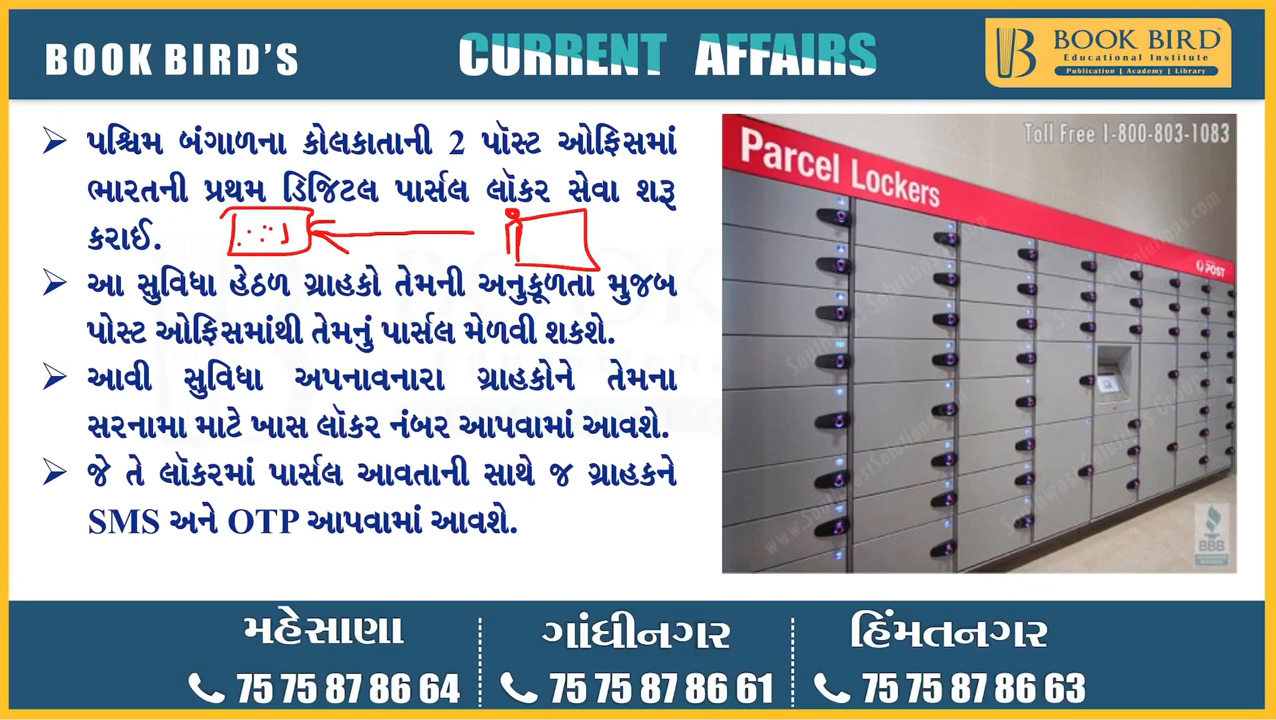 BOOK BIRD'S
CURRENT AFFAIRS
BOOK BIRD™
Educational Institute
Publication | Academy | Library
➢ પશ્ચિમ બંગાળના કોલકાતાની 2 પૉસ્ટ ઓફિસમાં
ભારતની પ્રથમ ડિજિટલ પાર્સલ લૉકર સેવા શરૂ
કરાઈ.
➢ આ સુવિધા હેઠળ ગ્રાહકો તેમની અનુકૂળતા મુજબ
પોસ્ટ ઓફિસમાંથી તેમનું પાર્સલ મેળવી શકશે.
➢ આવી સુવિધા અપનાવનારા ગ્રાહકોને તેમના
સરનામા માટે ખાસ લૉકર નંબર આપવામાં આવશે.
➢ જે તે લૉકરમાં પાર્સલ આવતાની સાથે જ ગ્રાહકને
SMS અને OTP આપવામાં આવશે.
Toll Free 1-800-803-1083
Parcel Lockers
POST
BBB
મહેસાણા
75 75 87 86 64
ગાંધીનગર
75 75 87 86 61
હિંમતનગર
75 75 87 86 63